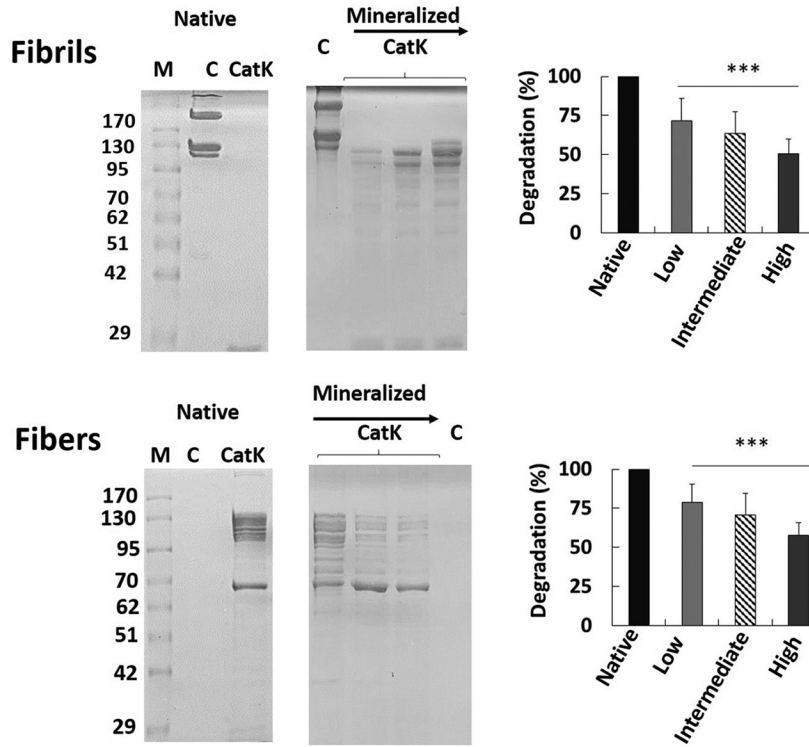 Fibrils
Native
M C CatK
170
130
95
70
62
51
42
29
Mineralized
C CatK
***
Degradation (%)
100
75
50
25
0
Native
Low
Intermediate
High
Fibers
Native
M C CatK
170
130
95
70
62
51
42
29
Mineralized
CatK C
***
Degradation (%)
100
75
50
25
0
Native
Low
Intermediate
High